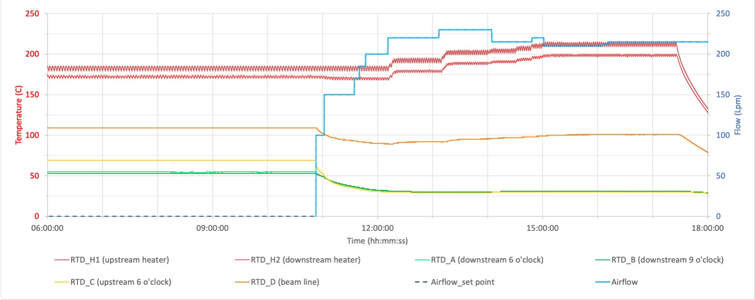 250
200
150
100
50
0
Temperature (C)
250
200
150
100
50
0
Flow (Lpm)
06:00:00 09:00:00 12:00:00 15:00:00 18:00:00
Time (hh:mm:ss)
RTD_H1 (upstream heater) RTD_H2 (downstream heater) RTD_A (downstream 6 o'clock) RTD_B (downstream 9 o'clock)
RTD_C (upstream 6 o'clock) RTD_D (beam line) Airflow_set point Airflow